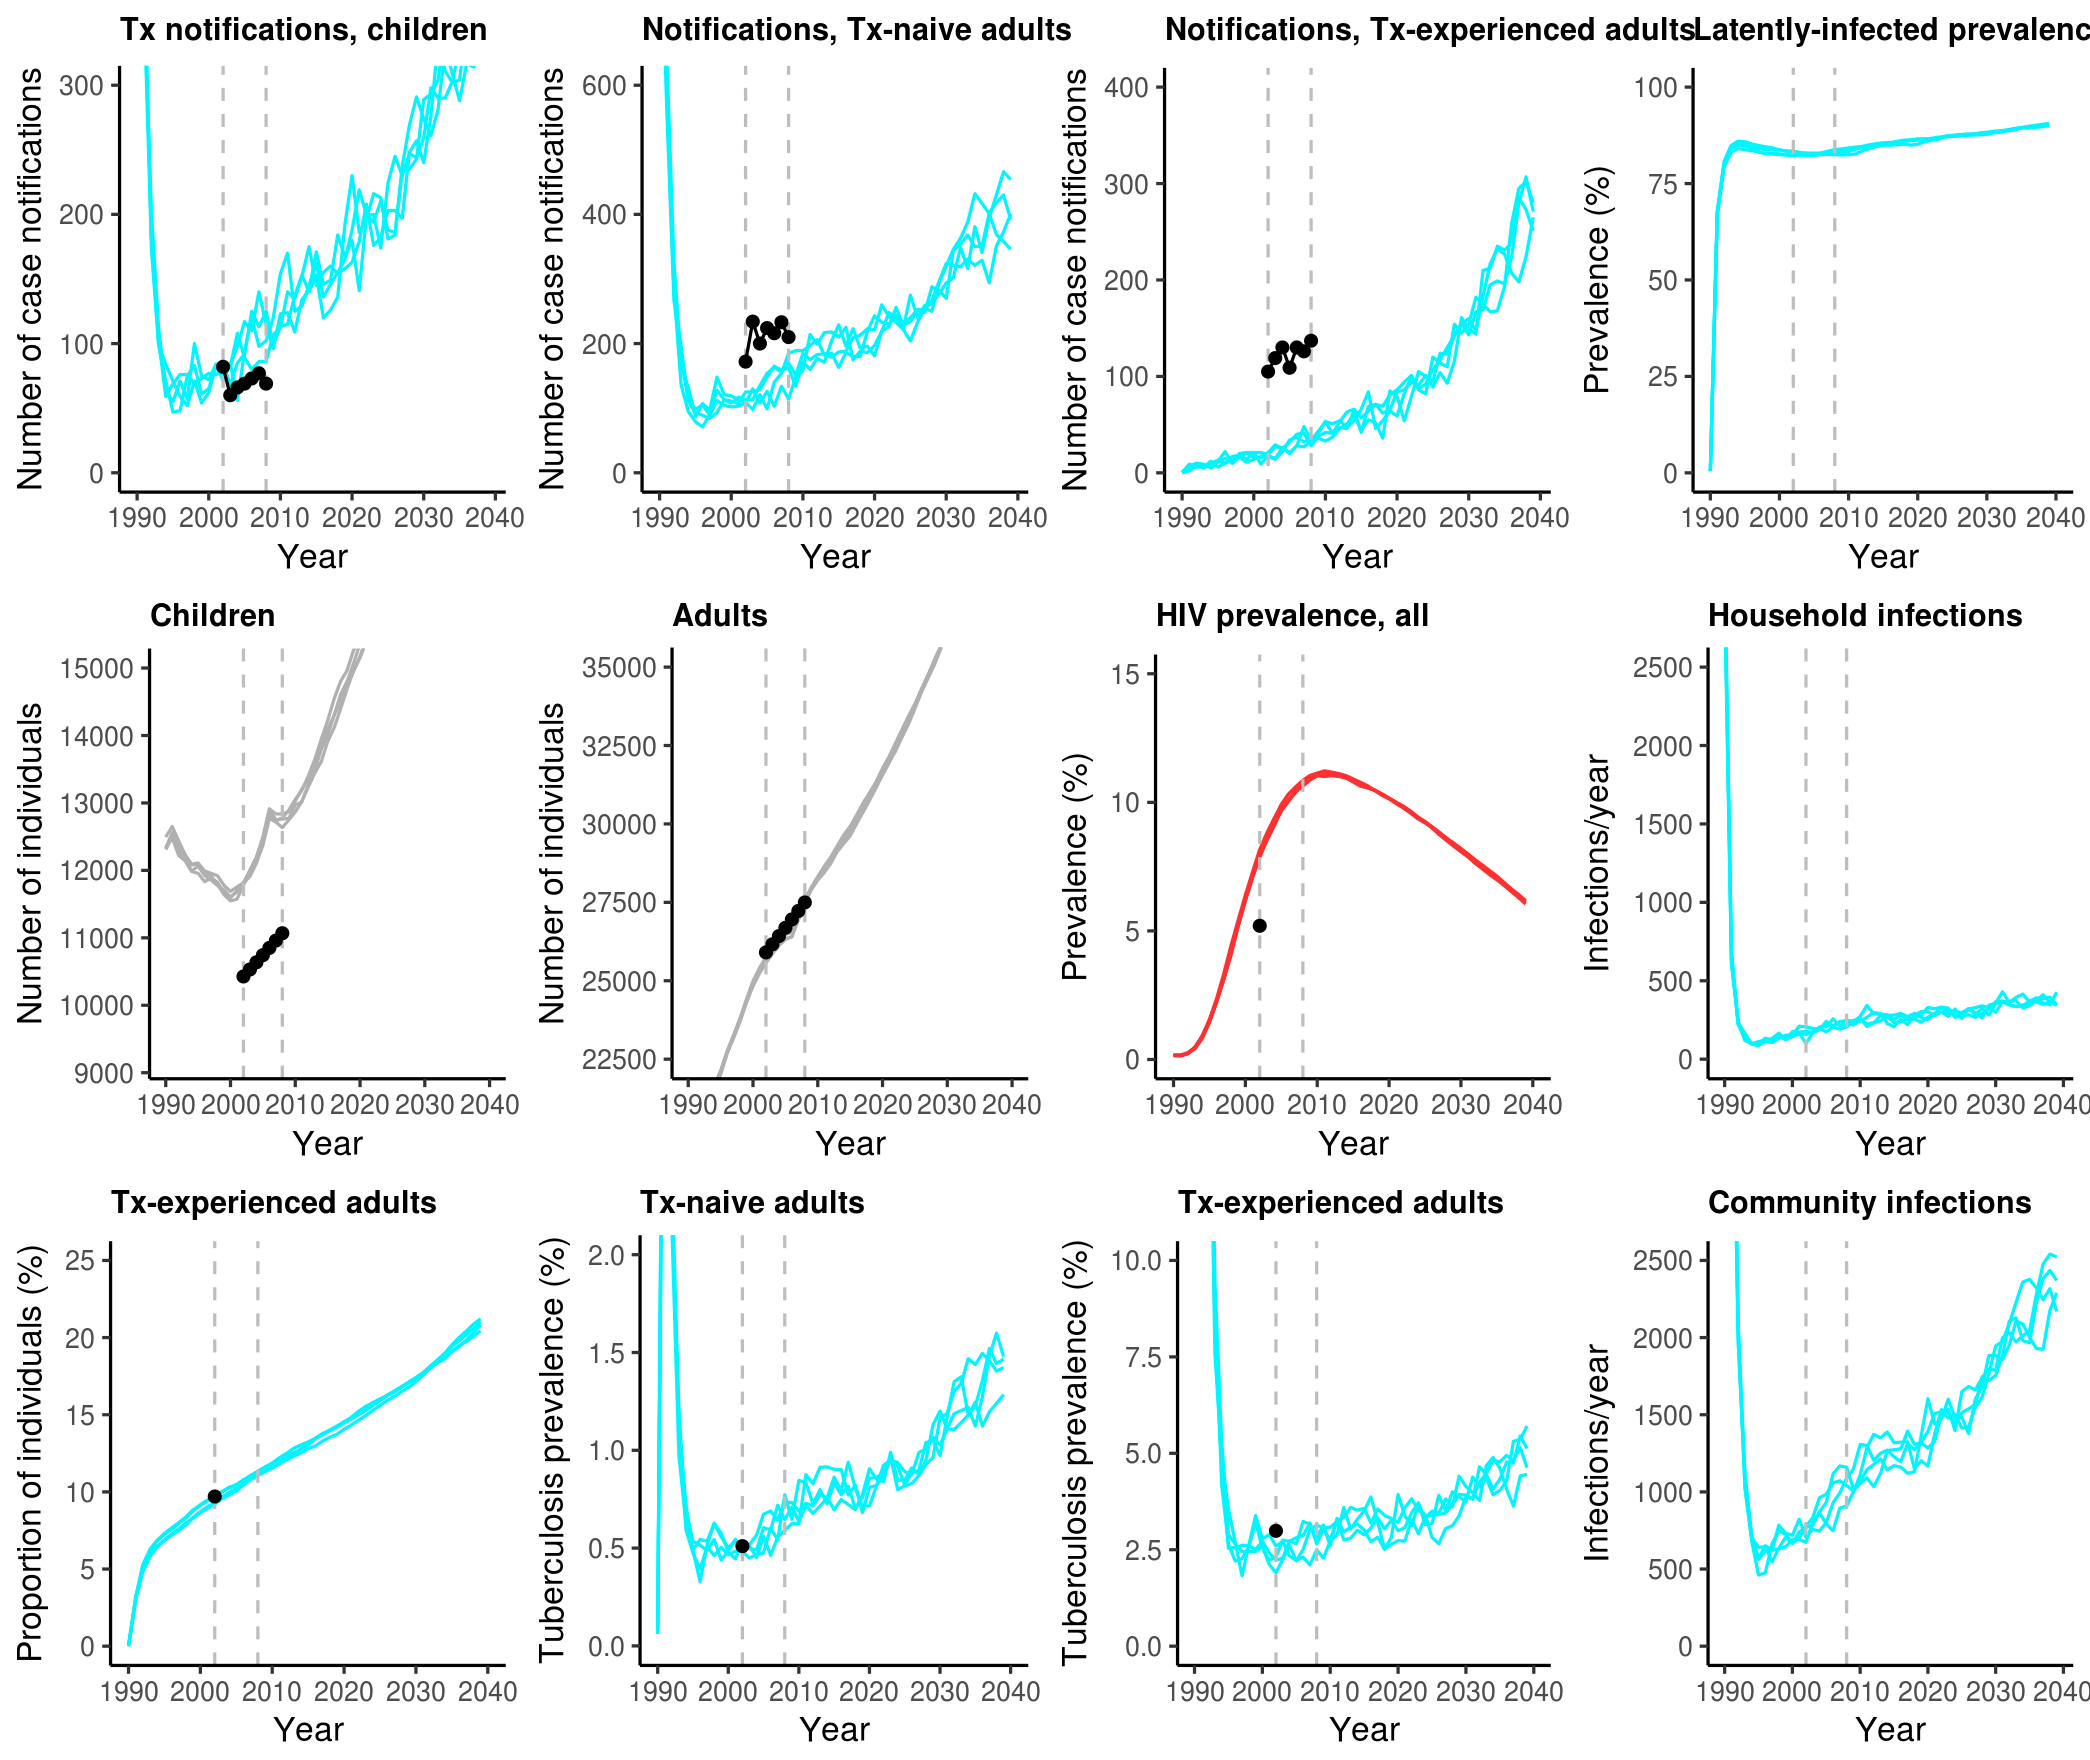 Tx notifications, children
Number of case notifications
300
200
100
0
1990 2000 2010 2020 2030 2040
Year
Notifications, Tx-naive adults
Number of case notifications
600
400
200
0
1990 2000 2010 2020 2030 2040
Year
Notifications, Tx-experienced adults
Number of case notifications
400
300
200
100
0
1990 2000 2010 2020 2030 2040
Year
Latently-infected prevalenc
Prevalence (%)
100
75
50
25
0
1990 2000 2010 2020 2030 2040
Year
Children
Number of individuals
15000
14000
13000
12000
11000
10000
9000
1990 2000 2010 2020 2030 2040
Year
Adults
Number of individuals
35000
32500
30000
27500
25000
22500
1990 2000 2010 2020 2030 2040
Year
HIV prevalence, all
Prevalence (%)
15
10
5
0
1990 2000 2010 2020 2030 2040
Year
Household infections
Infections/year
2500
2000
1500
1000
500
0
1990 2000 2010 2020 2030 2040
Year
Tx-experienced adults
Proportion of individuals (%)
25
20
15
10
5
0
1990 2000 2010 2020 2030 2040
Year
Tx-naive adults
Tuberculosis prevalence (%)
2.0
1.5
1.0
0.5
0.0
1990 2000 2010 2020 2030 2040
Year
Tx-experienced adults
Tuberculosis prevalence (%)
10.0
7.5
5.0
2.5
0.0
1990 2000 2010 2020 2030 2040
Year
Community infections
Infections/year
2500
2000
1500
1000
500
0
1990 2000 2010 2020 2030 2040
Year